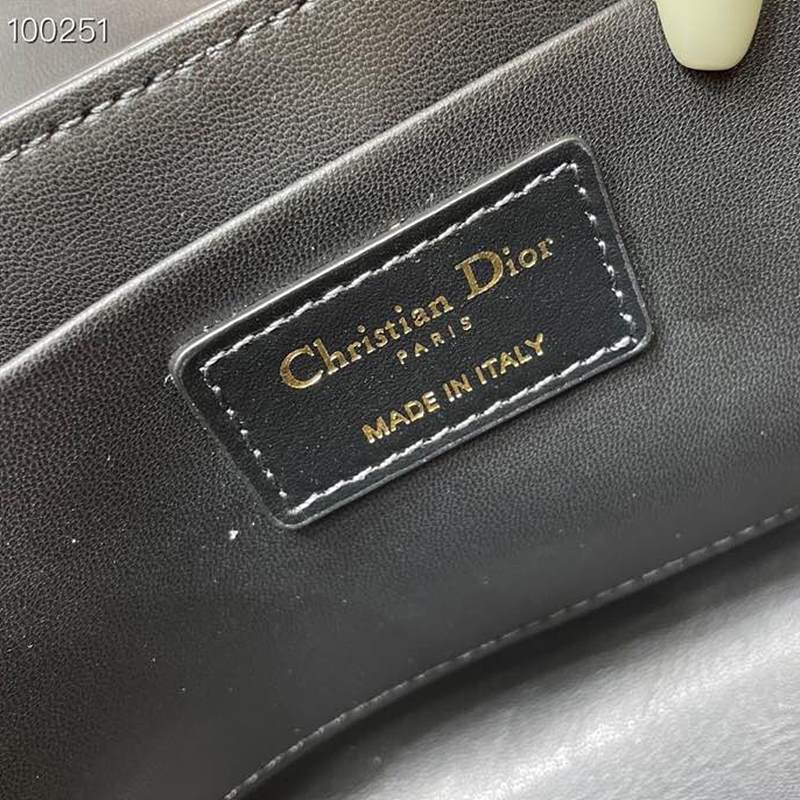 100251
Christian Dior
PARIS
MADE IN ITALY